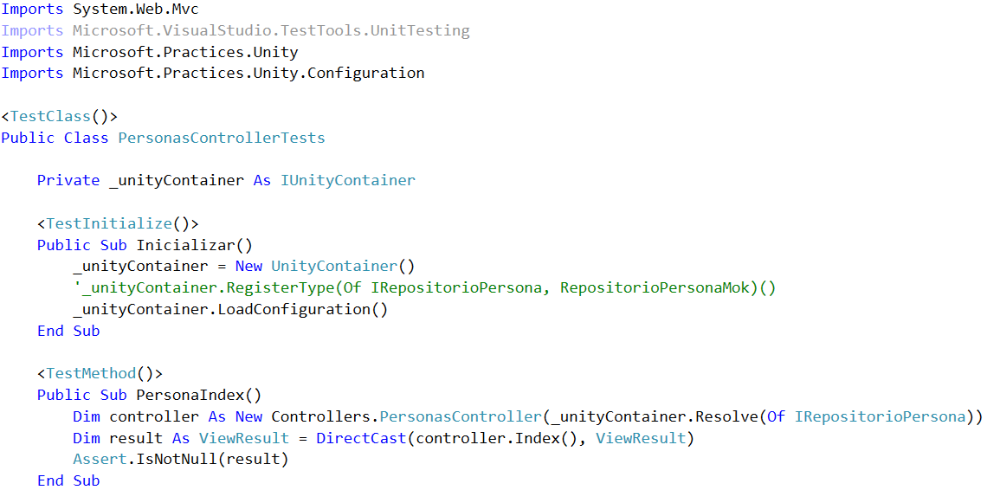 Imports System.Web.Mvc
Imports Microsoft.VisualStudio.TestTools.UnitTesting
Imports Microsoft.Practices.Unity
Imports Microsoft.Practices.Unity.Configuration
<TestClass()>
Public Class PersonasControllerTests
Private _unityContainer As IUnityContainer
<TestInitialize()>
Public Sub Inicializar()
_unityContainer = New UnityContainer()
'_unityContainer.RegisterType(Of IRepositorioPersona, RepositorioPersonaMok)()
_unityContainer.LoadConfiguration()
End Sub
<TestMethod()>
Public Sub PersonaIndex()
Dim controller As New Controllers.PersonasController(_unityContainer.Resolve(Of IRepositorioPersona))
Dim result As ViewResult = DirectCast(controller.Index(), ViewResult)
Assert.IsNotNull(result)
End Sub